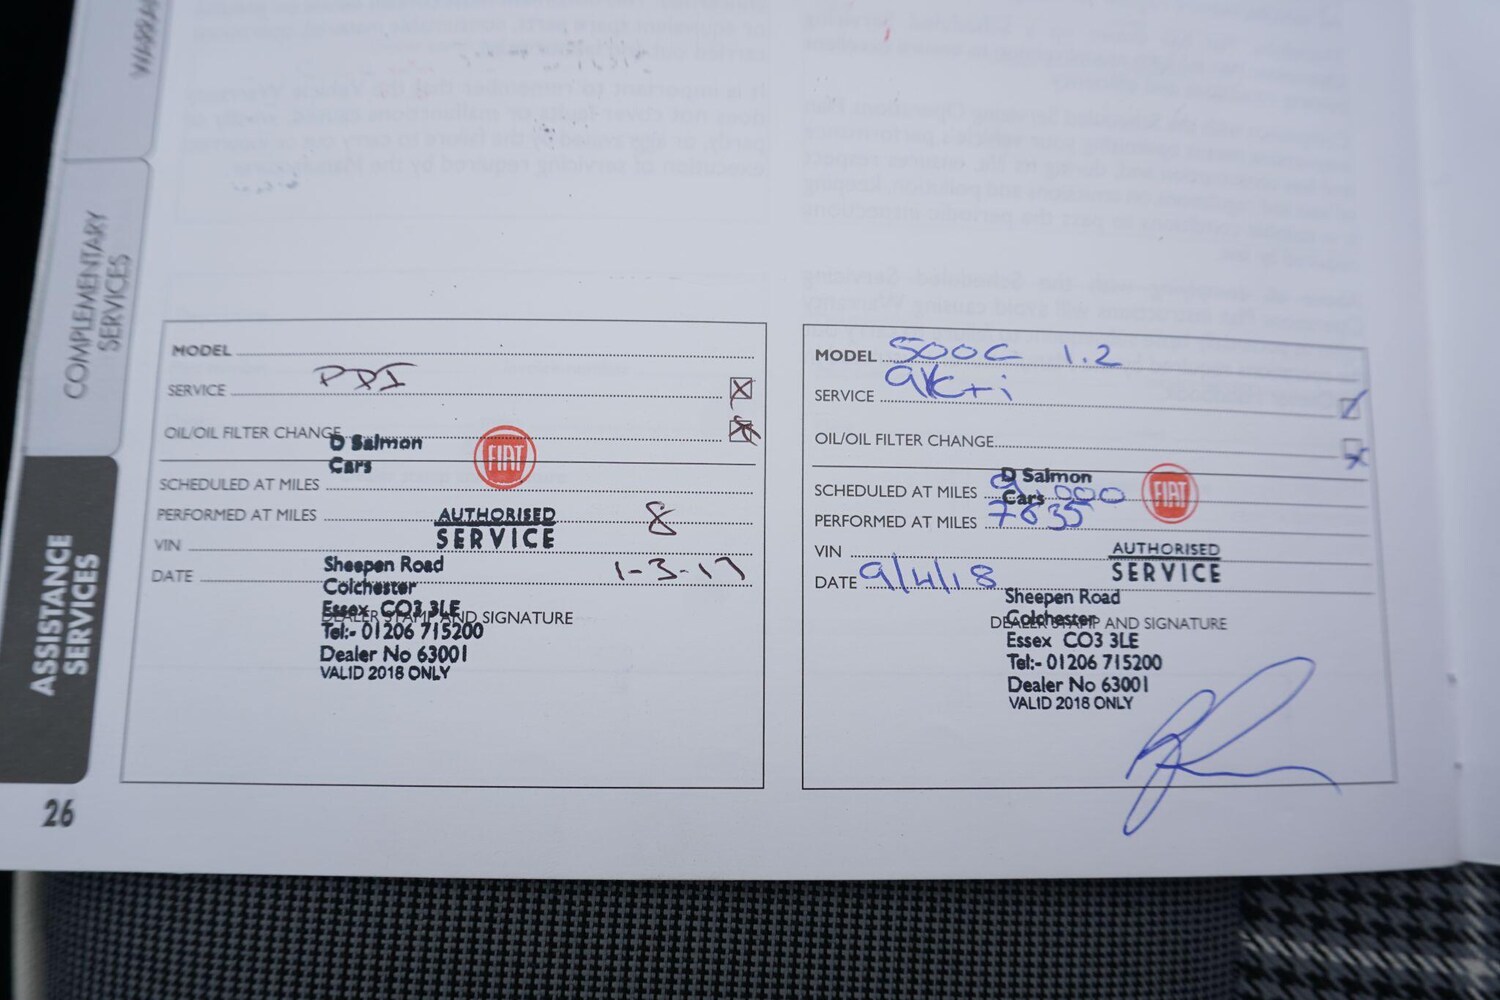 COMPLEMENTARY
SERVICES
ASSISTANCE
SERVICES
26
MODEL
SERVICE PDI
OIL/OIL FILTER CHANGE
D Salmon
Cars
FIAT
SCHEDULED AT MILES
PERFORMED AT MILES 8
AUTHORISED
SERVICE
VIN
DATE 1-3-17
Sheepen Road
Colchester
Essex CO3 3LE
DEALER STAMP AND SIGNATURE
Tel:- 01206 715200
Dealer No 63001
VALID 2018 ONLY
MODEL 500C 1.2
SERVICE
OIL/OIL FILTER CHANGE
D Salmon
Cars
FIAT
SCHEDULED AT MILES 9,000
PERFORMED AT MILES 7635
VIN
AUTHORISED
SERVICE
DATE 9/4/18
Sheepen Road
Colchester
DEALER STAMP AND SIGNATURE
Essex CO3 3LE
Tel:- 01206 715200
Dealer No 63001
VALID 2018 ONLY